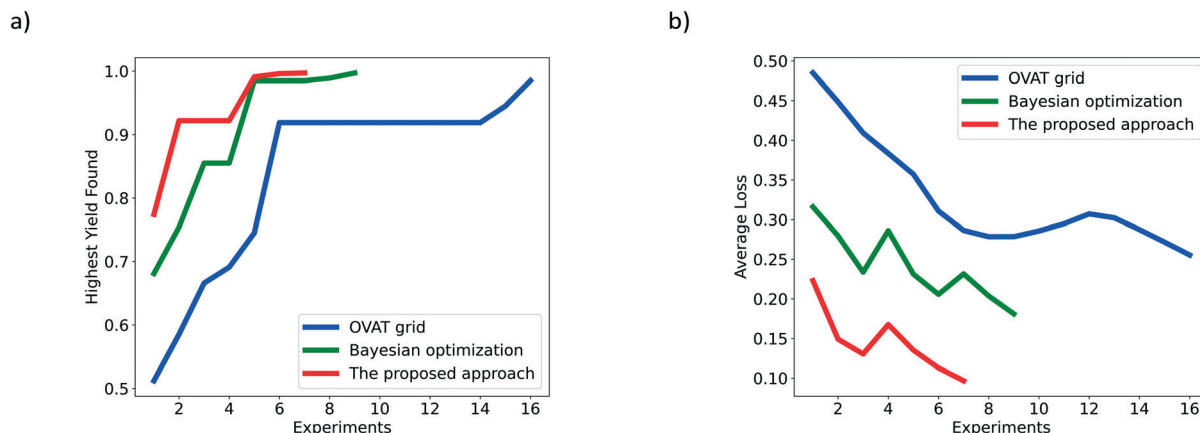 a)
Highest Yield Found
1.0
0.9
0.8
0.7
0.6
0.5
2 4 6 8 10 12 14 16
Experiments
OVAT grid
Bayesian optimization
The proposed approach
b)
Average Loss
0.50
0.45
0.40
0.35
0.30
0.25
0.20
0.15
0.10
2 4 6 8 10 12 14 16
Experiments
OVAT grid
Bayesian optimization
The proposed approach